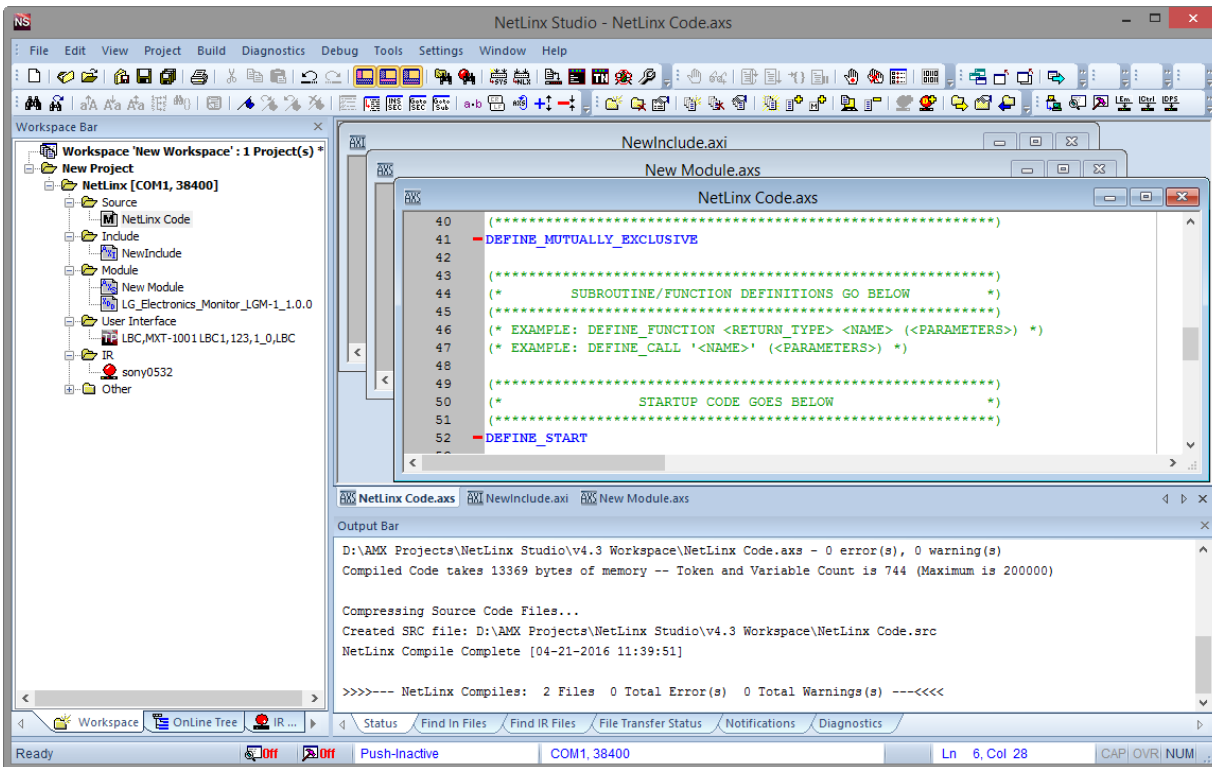 NS NetLinx Studio - NetLinx Code.axs
File Edit View Project Build Diagnostics Debug Tools Settings Window Help
Workspace Bar
Workspace 'New Workspace' : 1 Project(s) *
New Project
NetLinx [COM1, 38400]
Source
NetLinx Code
Include
NewInclude
Module
New Module
LG_Electronics_Monitor_LGM-1_1.0.0
User Interface
LBC,MXT-1001 LBC1,123,1_0,LBC
IR
sony0532
Other
Workspace OnLine Tree IR ...
AXI NewInclude.axi
AXS New Module.axs
AXS NetLinx Code.axs
40 (***********************************************************)
41 DEFINE_MUTUALLY_EXCLUSIVE
42
43 (***********************************************************)
44 (* SUBROUTINE/FUNCTION DEFINITIONS GO BELOW *)
45 (***********************************************************)
46 (* EXAMPLE: DEFINE_FUNCTION <RETURN_TYPE> <NAME> (<PARAMETERS>) *)
47 (* EXAMPLE: DEFINE_CALL '<NAME>' (<PARAMETERS>) *)
48
49 (***********************************************************)
50 (* STARTUP CODE GOES BELOW *)
51 (***********************************************************)
52 DEFINE_START
AXS NetLinx Code.axs AXI NewInclude.axi AXS New Module.axs
Output Bar
D:\AMX Projects\NetLinx Studio\v4.3 Workspace\NetLinx Code.axs - 0 error(s), 0 warning(s)
Compiled Code takes 13369 bytes of memory -- Token and Variable Count is 744 (Maximum is 200000)
Compressing Source Code Files...
Created SRC file: D:\AMX Projects\NetLinx Studio\v4.3 Workspace\NetLinx Code.src
NetLinx Compile Complete [04-21-2016 11:39:51]
>>>>--- NetLinx Compiles: 2 Files 0 Total Error(s) 0 Total Warnings(s) ---<<<<
Status Find In Files Find IR Files File Transfer Status Notifications Diagnostics
Ready Off Off Push-Inactive COM1, 38400 Ln 6, Col 28 CAP OVR NUM